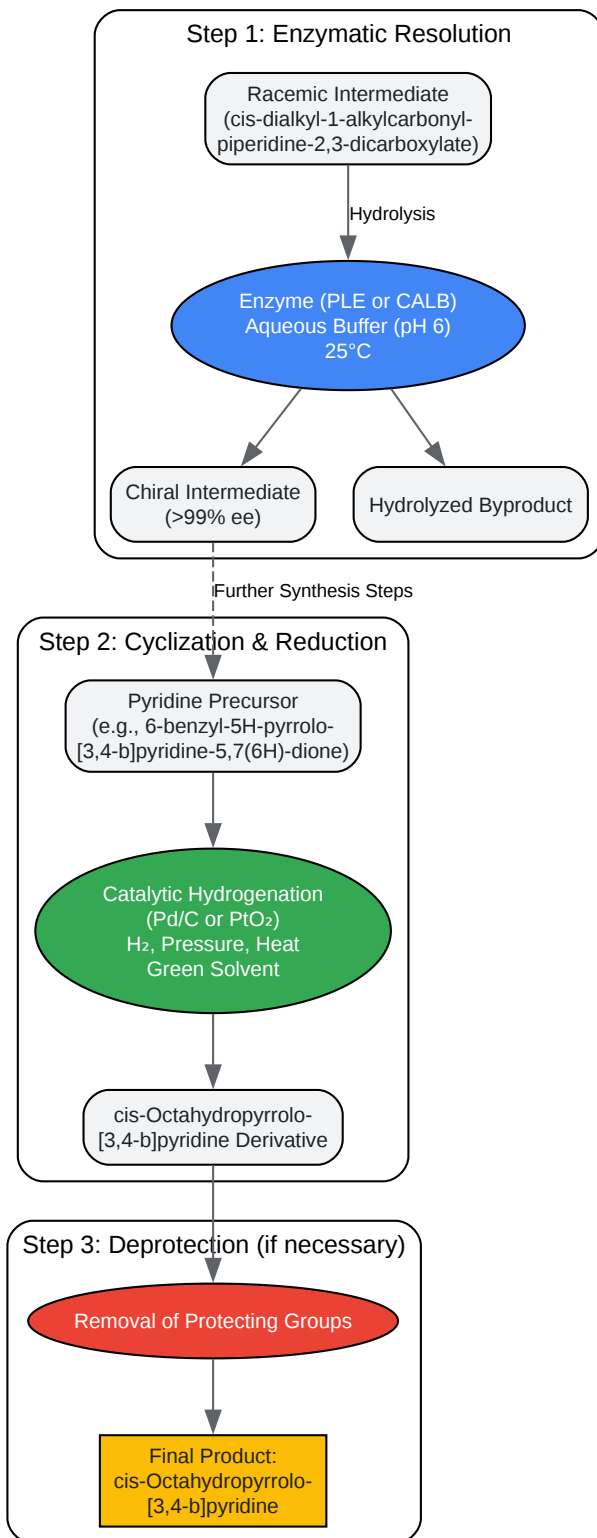 Step 1: Enzymatic Resolution
Racemic Intermediate
(cis-dialkyl-1-alkylcarbonyl-
piperidine-2,3-dicarboxylate)
Hydrolysis
Enzyme (PLE or CALB)
Aqueous Buffer (pH 6)
25°C
Chiral Intermediate
(>99% ee)
Hydrolyzed Byproduct
Further Synthesis Steps
Step 2: Cyclization & Reduction
Pyridine Precursor
(e.g., 6-benzyl-5H-pyrrolo-
[3,4-b]pyridine-5,7(6H)-dione)
Catalytic Hydrogenation
(Pd/C or PtO₂)
H₂, Pressure, Heat
Green Solvent
cis-Octahydropyrrolo-
[3,4-b]pyridine Derivative
Step 3: Deprotection (if necessary)
Removal of Protecting Groups
Final Product:
cis-Octahydropyrrolo-
[3,4-b]pyridine